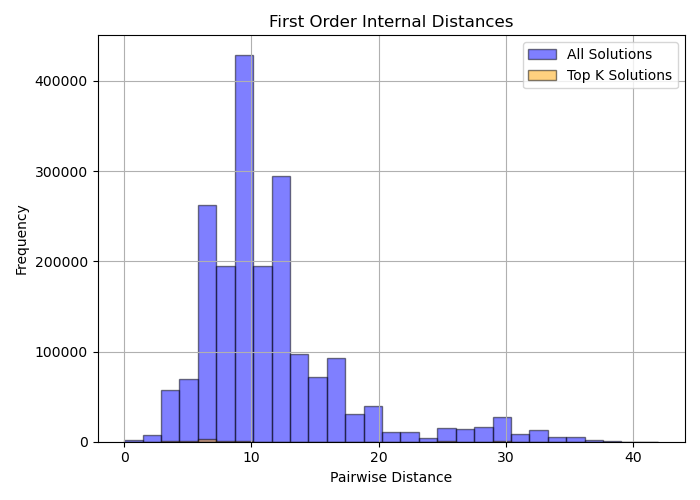 First Order Internal Distances
All Solutions
Top K Solutions
Frequency
400000
300000
200000
100000
0
0 10 20 30 40
Pairwise Distance